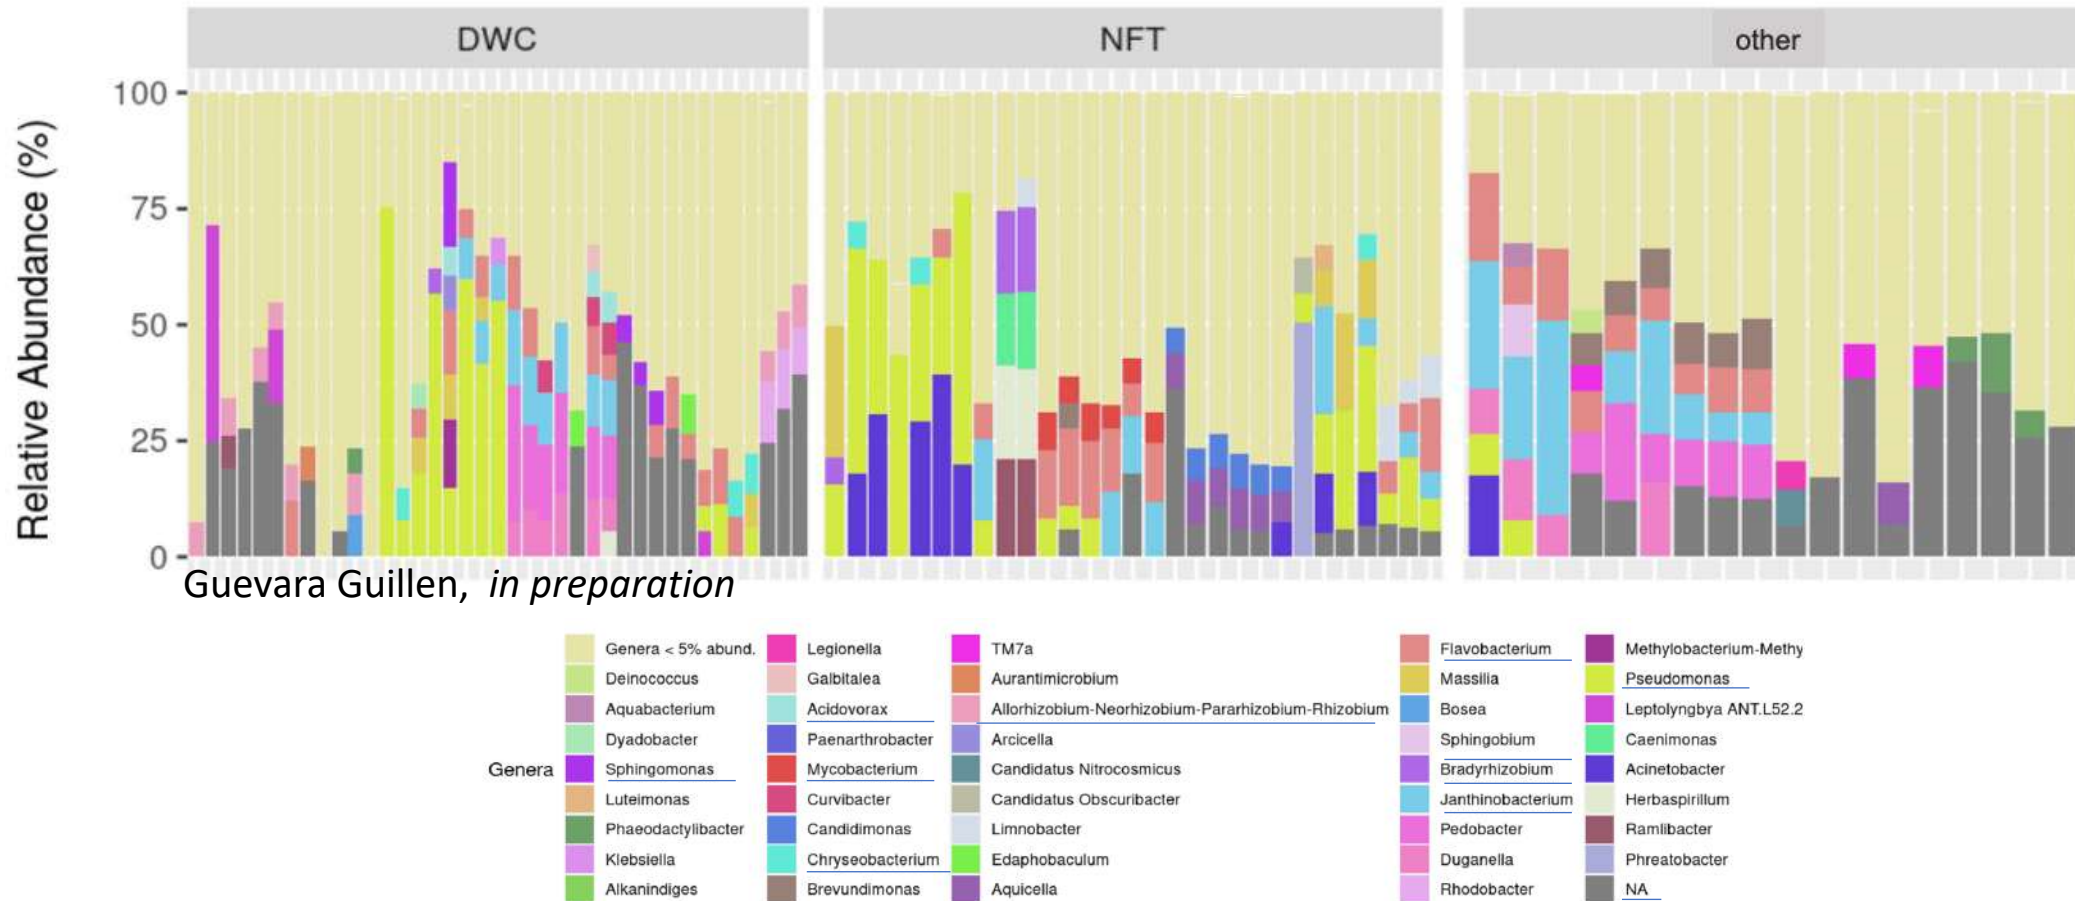 DWC
NFT
other
Relative Abundance (%)
100
75
50
25
0
Guevara Guillen, in preparation
Genera
Genera < 5% abund.
Deinococcus
Aquabacterium
Dyadobacter
Sphingomonas
Luteimonas
Phaeodactylibacter
Klebsiella
Alkanindiges
Legionella
Galbitalea
Acidovorax
Paenarthrobacter
Mycobacterium
Curvibacter
Candidimonas
Chryseobacterium
Brevundimonas
TM7a
Aurantimicrobium
Allorhizobium-Neorhizobium-Pararhizobium-Rhizobium
Arcicella
Candidatus Nitrocosmicus
Candidatus Obscuribacter
Limnobacter
Edaphobaculum
Aquicella
Flavobacterium
Massilia
Bosea
Sphingobium
Bradyrhizobium
Janthinobacterium
Pedobacter
Duganella
Rhodobacter
Methylobacterium-Methy
Pseudomonas
Leptolyngbya ANT.L52.2
Caenimonas
Acinetobacter
Herbaspirillum
Ramlibacter
Phreatobacter
NA